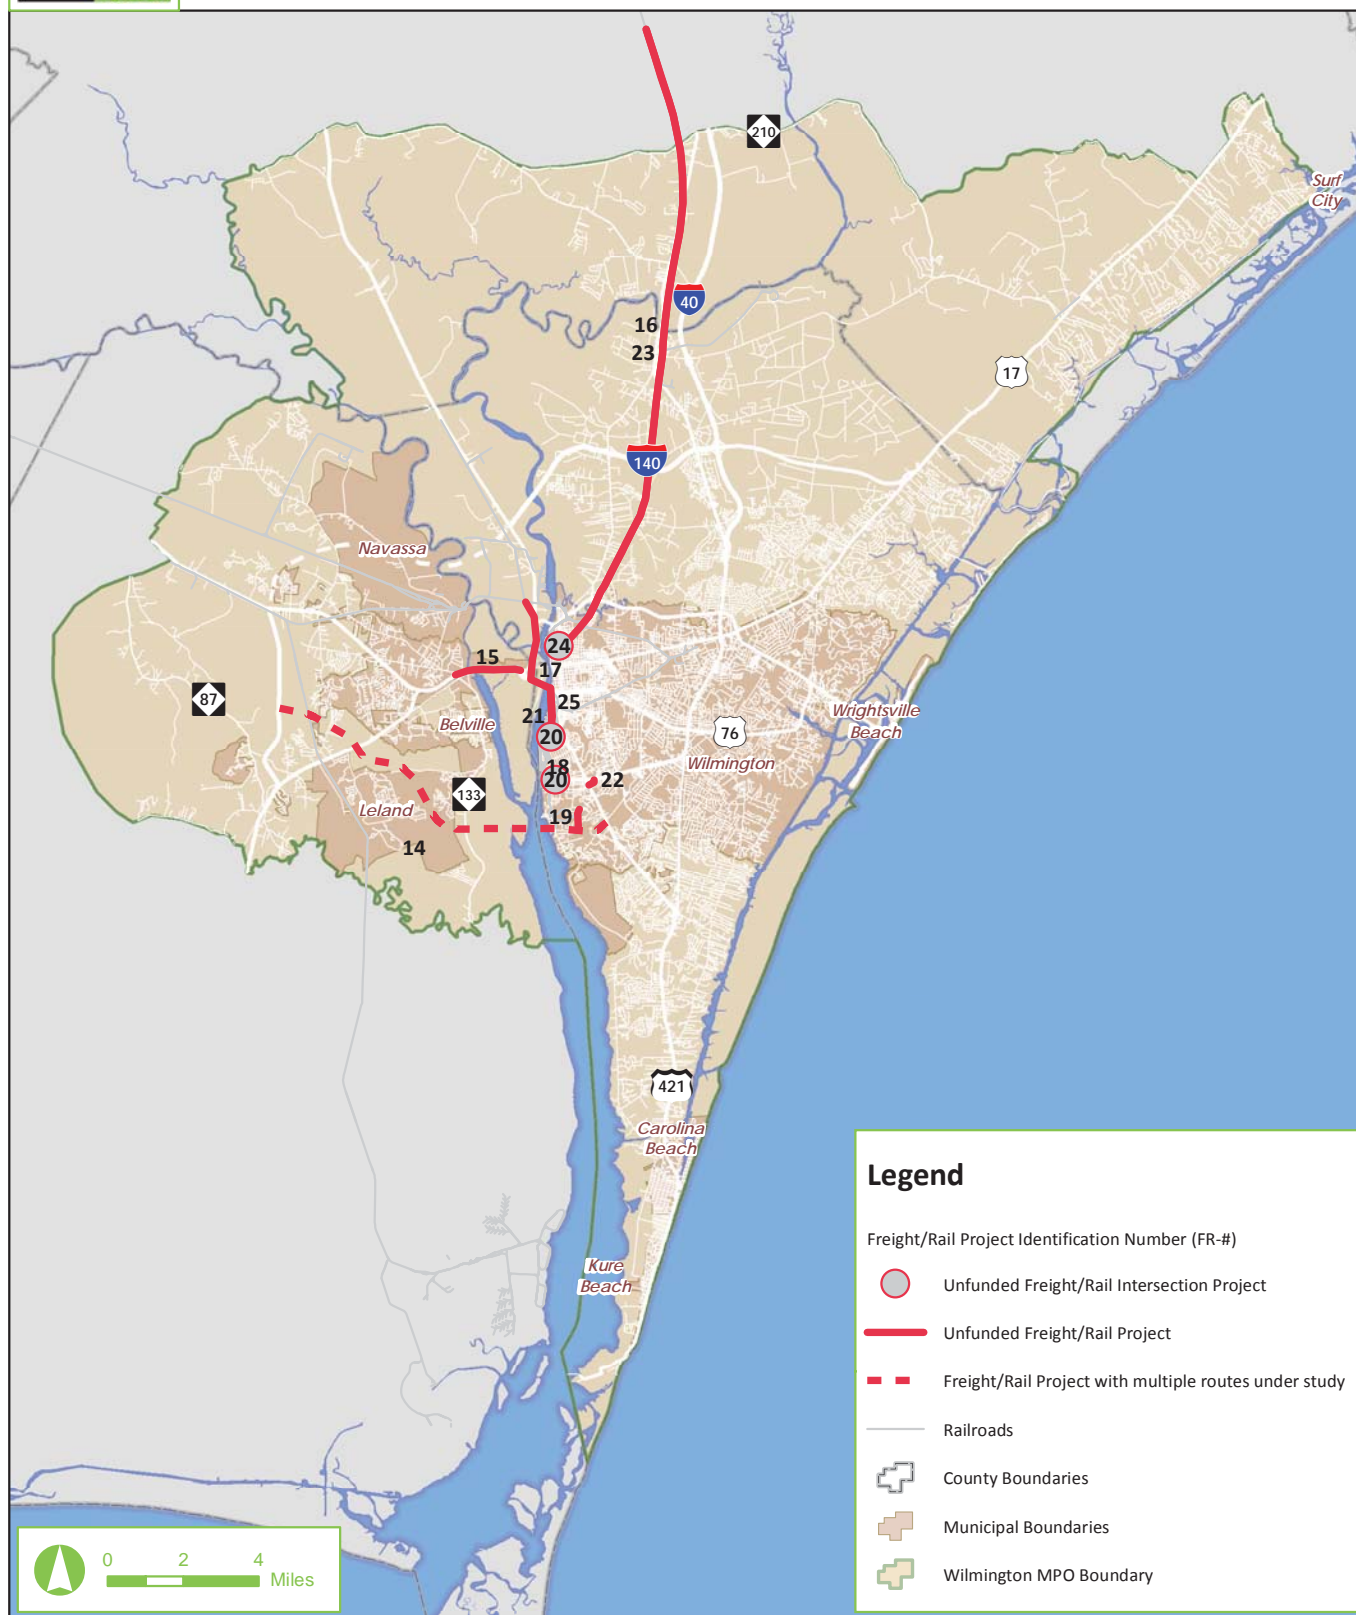 210
Surf
City
40
16
23
17
140
Navassa
24
15
17
25
87
21
Belville
Wrightsville
Beach
20
76
Wilmington
18
20
22
133
Leland
19
14
421
Carolina
Beach
Kure
Beach
Legend
Freight/Rail Project Identification Number (FR-#)
Unfunded Freight/Rail Intersection Project
Unfunded Freight/Rail Project
Freight/Rail Project with multiple routes under study
Railroads
County Boundaries
Municipal Boundaries
Wilmington MPO Boundary
0 2 4
Miles